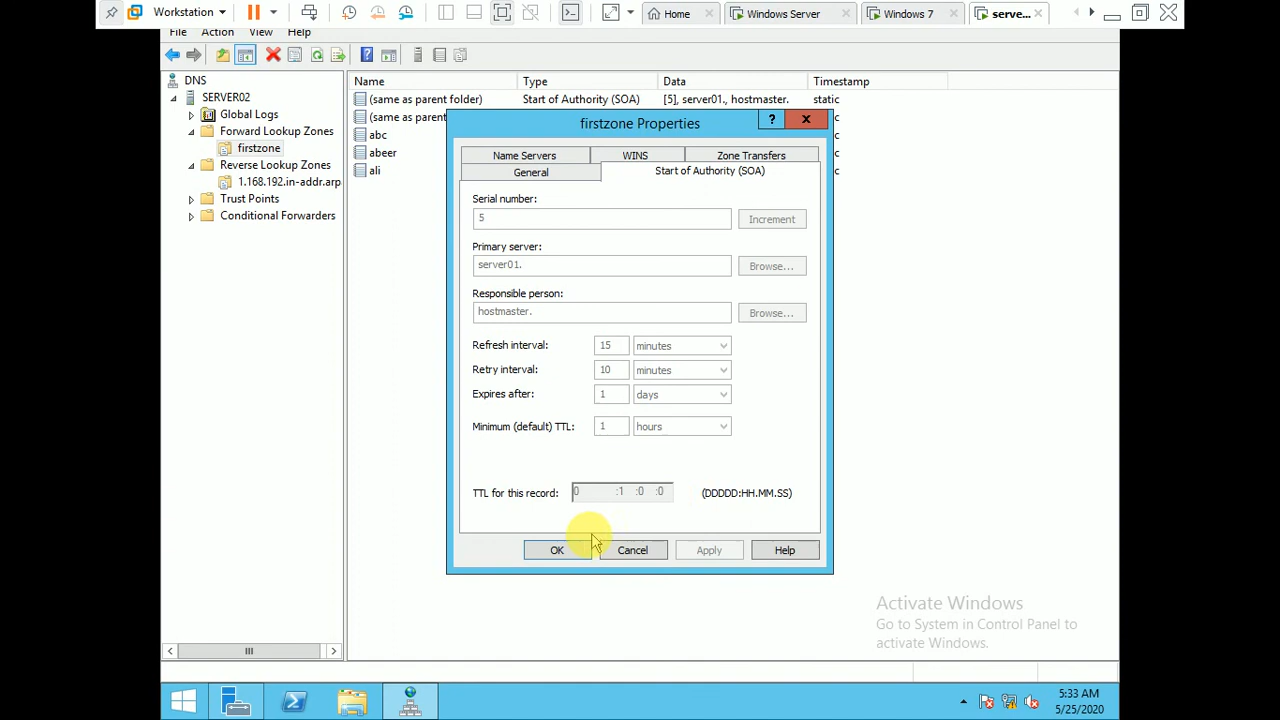 Workstation
Home
Windows Server
Windows 7
serve...
File Action View Help
DNS
SERVER02
Global Logs
Forward Lookup Zones
firstzone
Reverse Lookup Zones
1.168.192.in-addr.arp
Trust Points
Conditional Forwarders
Name Type Data Timestamp
(same as parent folder) Start of Authority (SOA) [5], server01., hostmaster. static
(same as parent c
abc c
abeer c
ali c
firstzone Properties
Name Servers WINS Zone Transfers
General Start of Authority (SOA)
Serial number:
5 Increment
Primary server:
server01. Browse...
Responsible person:
hostmaster. Browse...
Refresh interval: 15 minutes
Retry interval: 10 minutes
Expires after: 1 days
Minimum (default) TTL: 1 hours
TTL for this record: 0 :1 :0 :0 (DDDDD:HH.MM.SS)
OK Cancel Apply Help
Activate Windows
Go to System in Control Panel to
activate Windows.
5:33 AM
5/25/2020